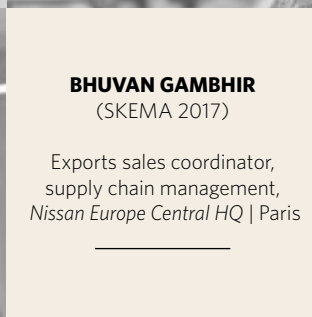 BHUVAN GAMBHIR
(SKEMA 2017)
Exports sales coordinator,
supply chain management,
Nissan Europe Central HQ | Paris